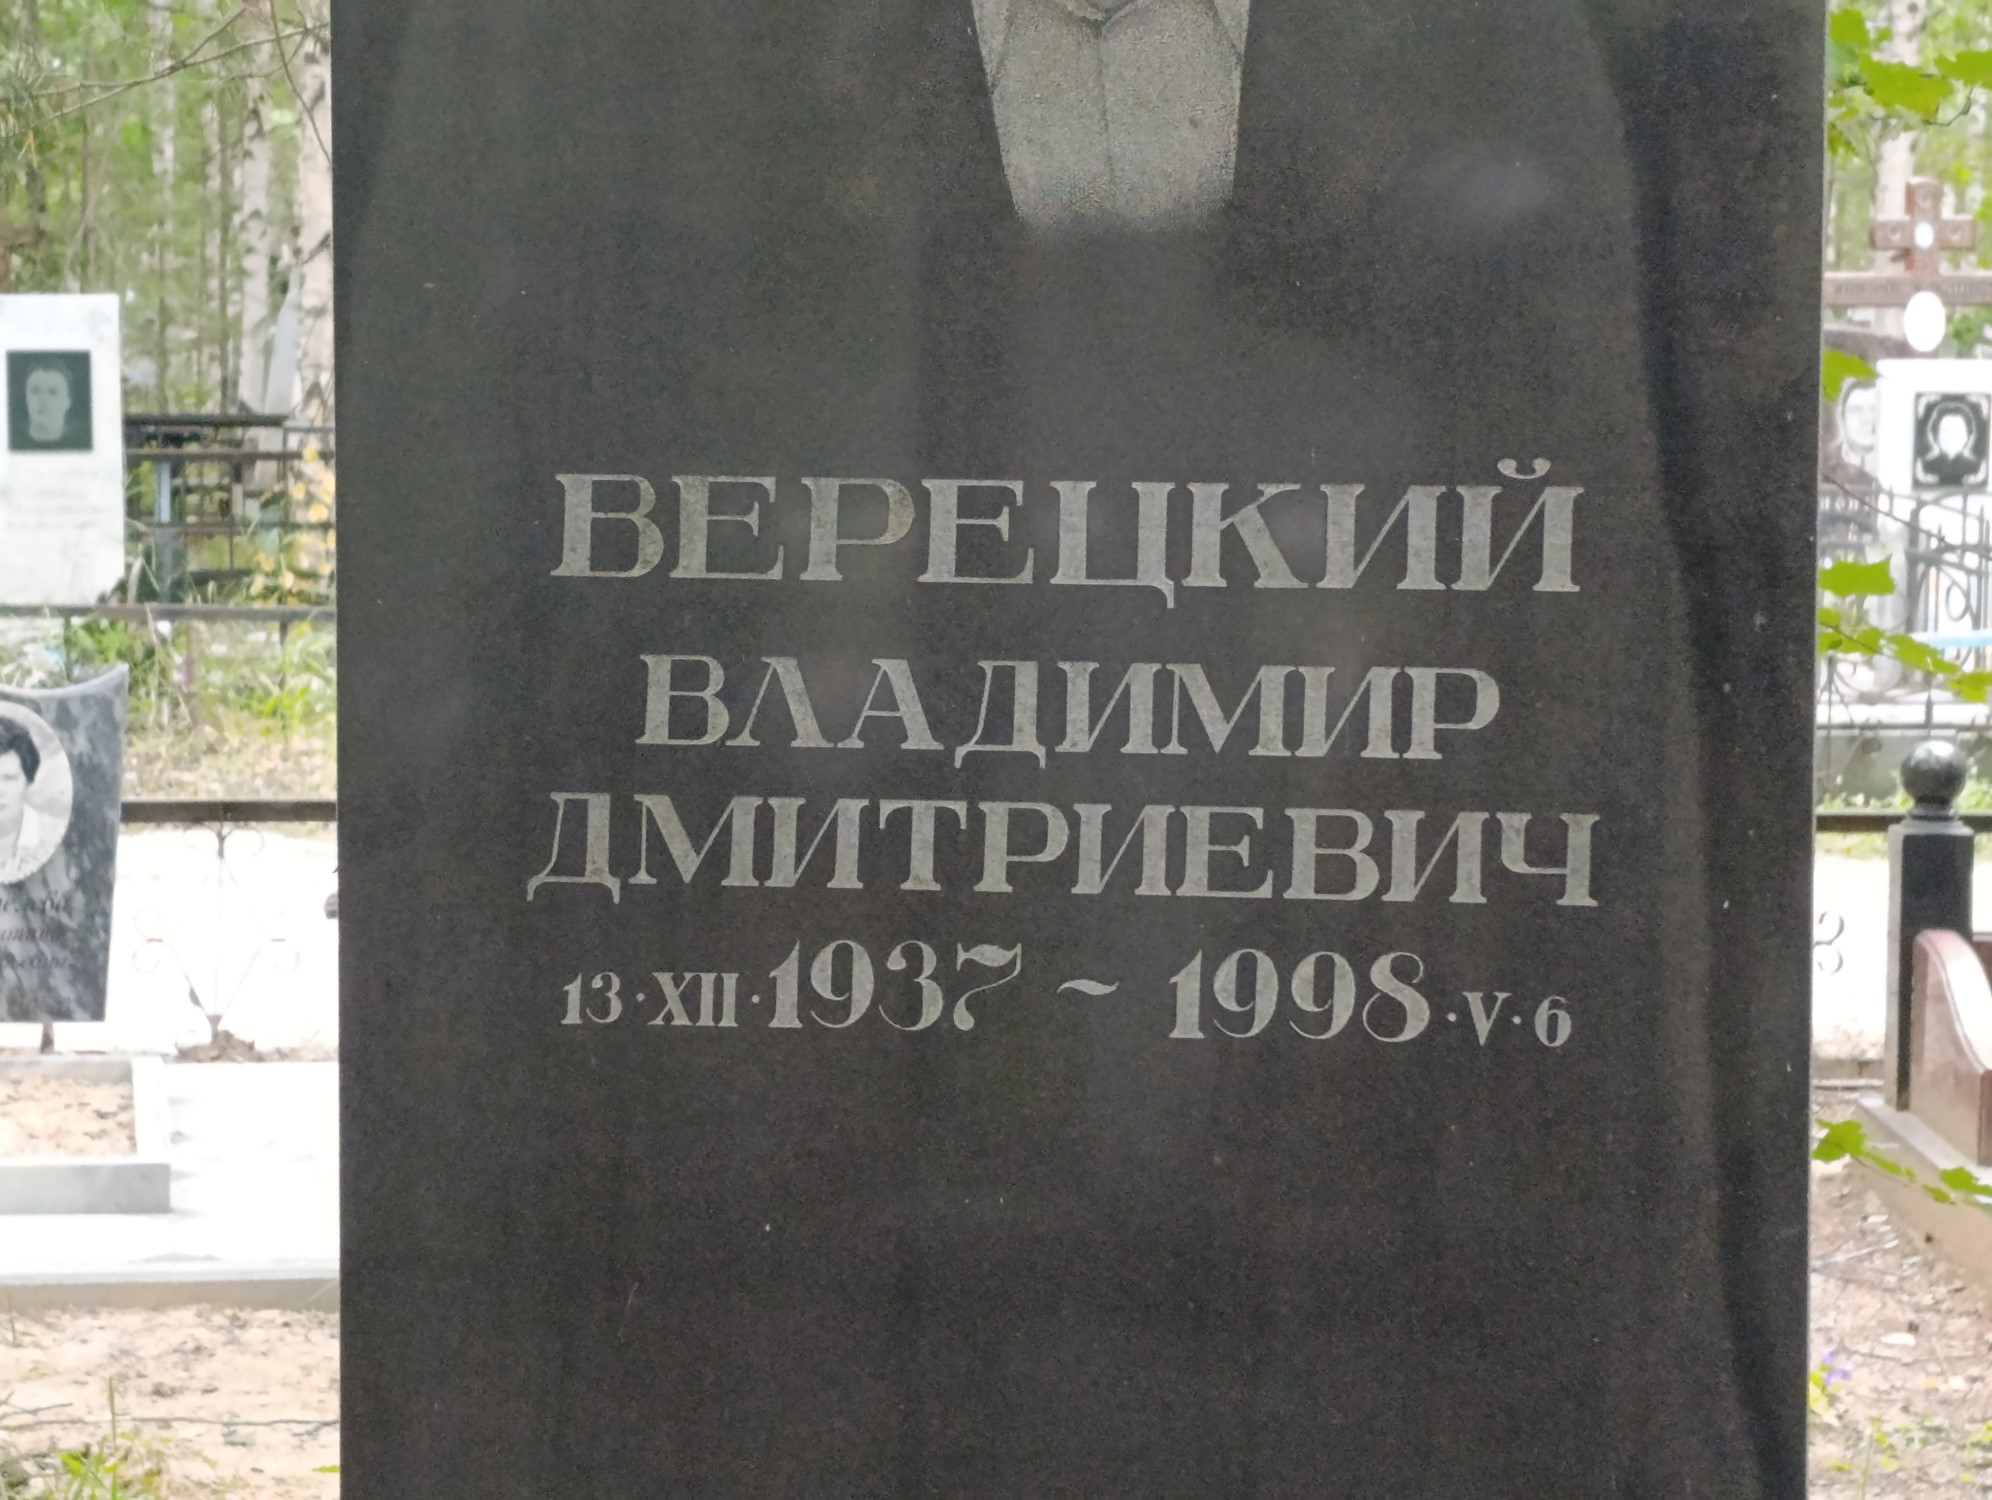 ВЕРЕЦКИЙ
ВЛАДИМИР
ДМИТРИЕВИЧ
13·XII·1937 ~ 1998·V·6